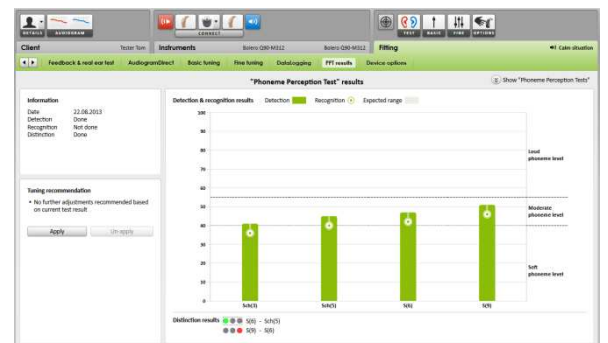 DETAILS AUDIOGRAM
CONNECT
TEST BASIC FINE OPTIONS
Client Tester Tom Instruments Bolero Q90-M312 Bolero Q90-M312 Fitting Calm situation
Feedback & real ear test AudiogramDirect Basic tuning Fine tuning DataLogging PPT results Device options
"Phoneme Perception Test" results
Show "Phoneme Perception Tests"
Information
Date 22.08.2013
Detection Done
Recognition Not done
Distinction Done
Tuning recommendation
• No further adjustments recommended based
on current test result
Apply Un-apply
Detection & recognition results Detection Recognition Expected range
100
90
80
70
60
50
40
30
20
10
0
Loud
phoneme level
Moderate
phoneme level
Soft
phoneme level
Sch(3) Sch(5) S(6) S(9)
Distinction results S(6) - Sch(5)
S(9) - S(6)